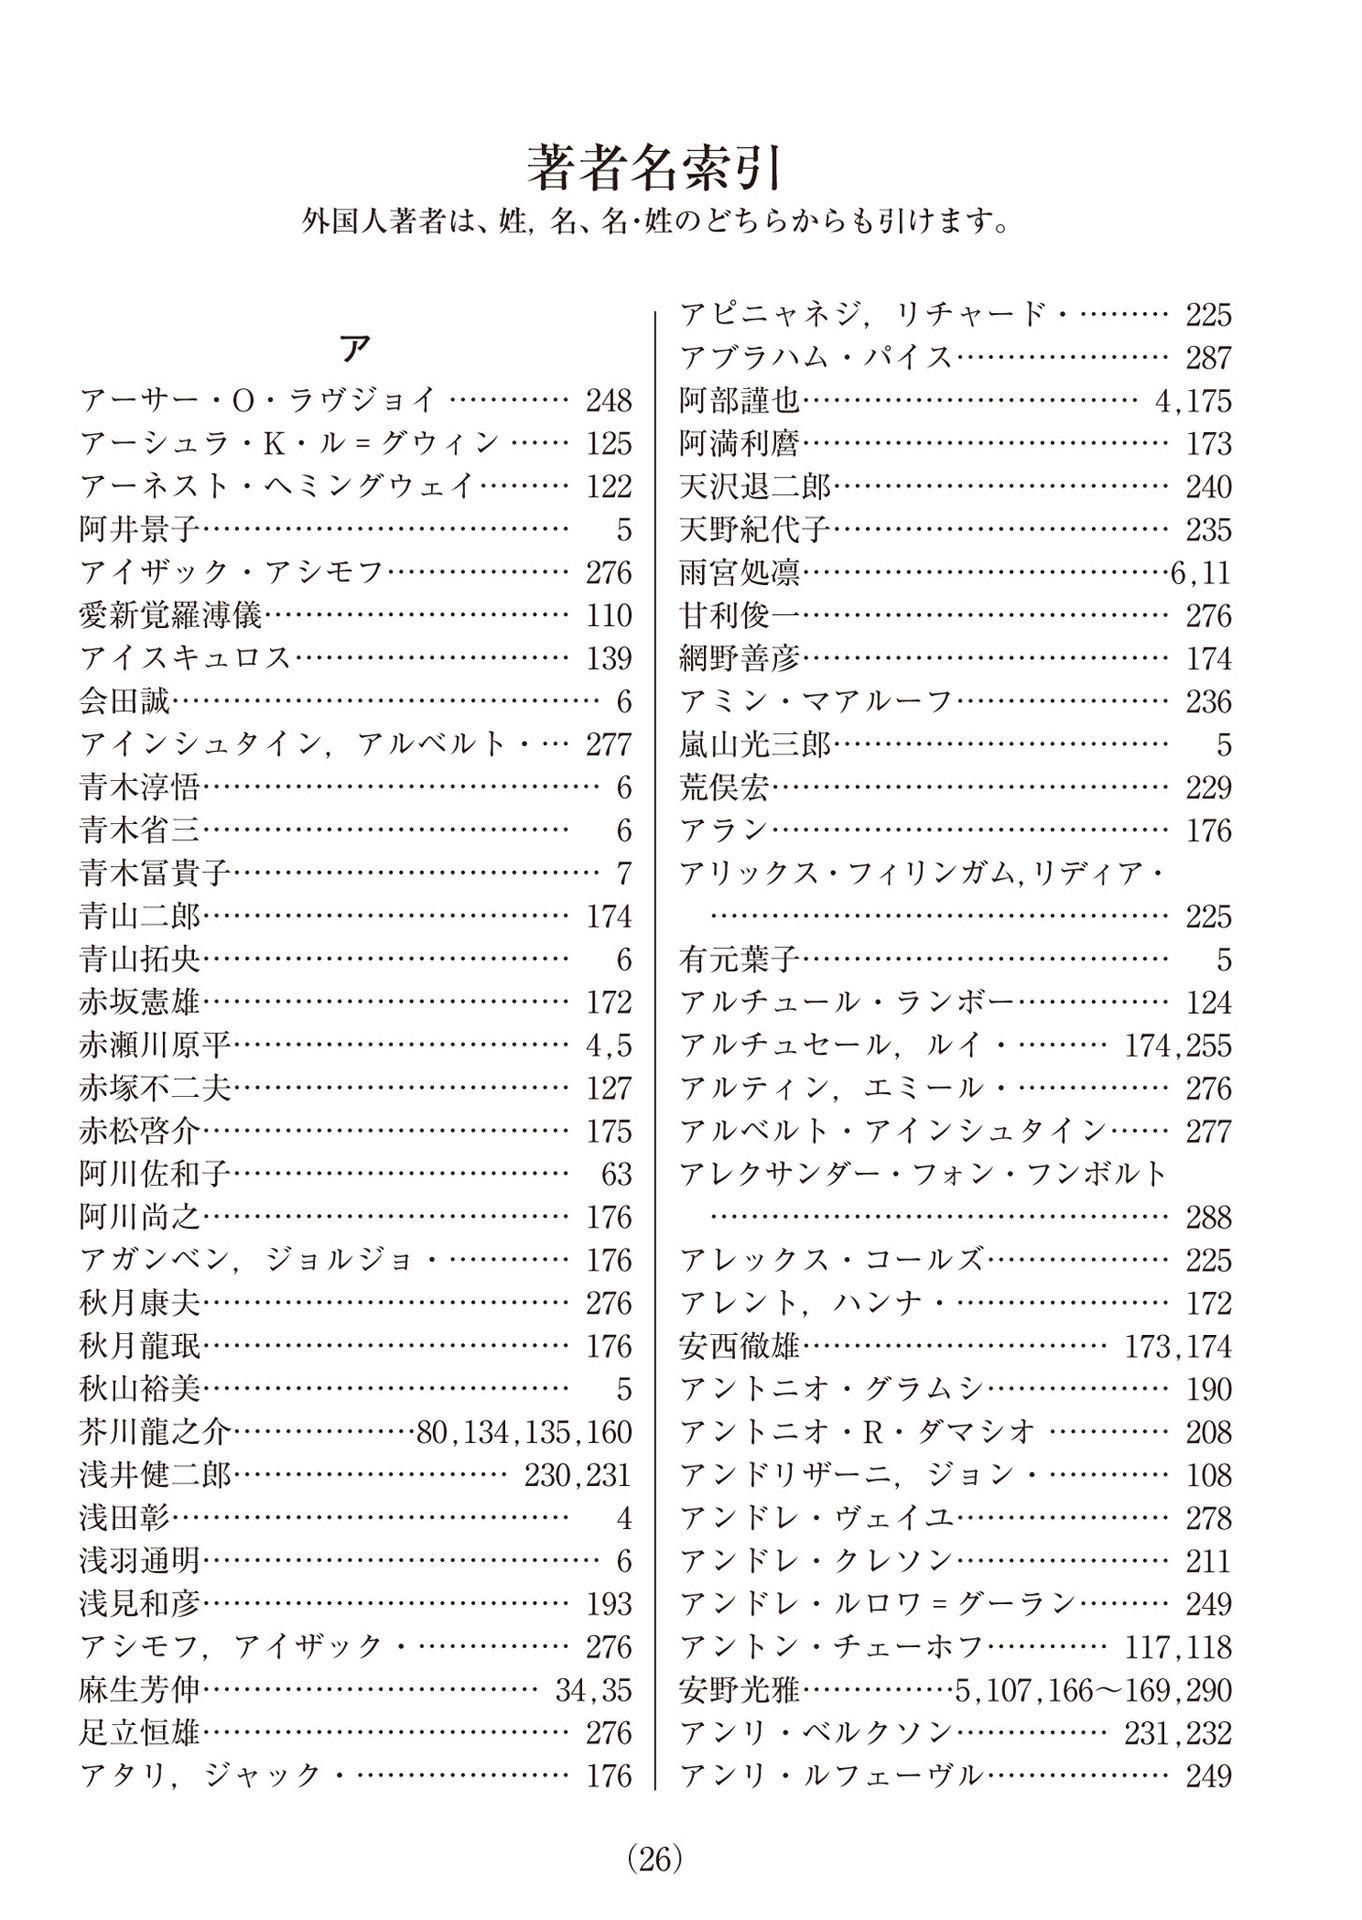 著者名索引
外国人著者は、姓, 名、名・姓のどちらからも引けます。
ア
アーサー・O・ラヴジョイ………… 248
アーシュラ・K・ル=グウィン…… 125
アーネスト・ヘミングウェイ……… 122
阿井景子……………………………… 5
アイザック・アシモフ……………… 276
愛新覚羅溥儀………………………… 110
アイスキュロス……………………… 139
会田誠…………………………………… 6
アインシュタイン, アルベルト・… 277
青木淳悟………………………………… 6
青木省三……………………………… 6
青木冨貴子……………………………… 7
青山二郎……………………………… 174
青山拓央……………………………… 6
赤坂憲雄……………………………… 172
赤瀬川原平…………………………… 4,5
赤塚不二夫…………………………… 127
赤松啓介……………………………… 175
阿川佐和子…………………………… 63
阿川尚之……………………………… 176
アガンベン, ジョルジョ・………… 176
秋月康夫……………………………… 276
秋月龍珉……………………………… 176
秋山裕美……………………………… 5
芥川龍之介………………80,134,135,160
浅井健二郎……………………… 230,231
浅田彰………………………………… 4
浅羽通明………………………………… 6
浅見和彦……………………………… 193
アシモフ, アイザック・…………… 276
麻生芳伸…………………………… 34,35
足立恒雄……………………………… 276
アタリ, ジャック・………………… 176
アピニャネジ, リチャード・……… 225
アブラハム・パイス………………… 287
阿部謹也…………………………… 4,175
阿満利麿……………………………… 173
天沢退二郎…………………………… 240
天野紀代子…………………………… 235
雨宮処凛………………………………6,11
甘利俊一……………………………… 276
網野善彦……………………………… 174
アミン・マアルーフ………………… 236
嵐山光三郎…………………………… 5
荒俣宏………………………………… 229
アラン………………………………… 176
アリックス・フィリンガム, リディア・
……………………………………… 225
有元葉子……………………………… 5
アルチュール・ランボー…………… 124
アルチュセール, ルイ・……… 174,255
アルティン, エミール・…………… 276
アルベルト・アインシュタイン…… 277
アレクサンダー・フォン・フンボルト
……………………………………… 288
アレックス・コールズ……………… 225
アレント, ハンナ・………………… 172
安西徹雄………………………… 173,174
アントニオ・グラムシ……………… 190
アントニオ・R・ダマシオ………… 208
アンドリザーニ, ジョン・………… 108
アンドレ・ヴェイユ………………… 278
アンドレ・クレソン………………… 211
アンドレ・ルロワ=グーラン……… 249
アントン・チェーホフ………… 117,118
安野光雅……………5,107,166〜169,290
アンリ・ベルクソン…………… 231,232
アンリ・ルフェーヴル……………… 249
(26)